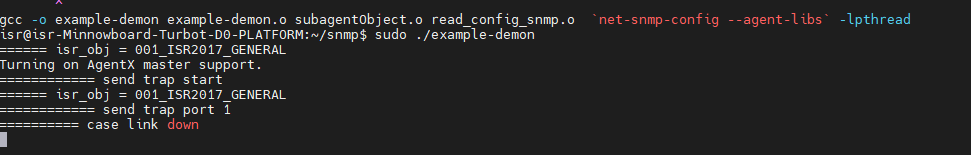 ^
gcc -o example-demon example-demon.o subagentObject.o read_config_snmp.o  `net-snmp-config --agent-libs` -lpthread
isr@isr-Minnowboard-Turbot-D0-PLATFORM:~/snmp$ sudo ./example-demon
====== isr_obj = 001_ISR2017_GENERAL
Turning on AgentX master support.
============ send trap start
====== isr_obj = 001_ISR2017_GENERAL
============ send trap port 1
========== case link down